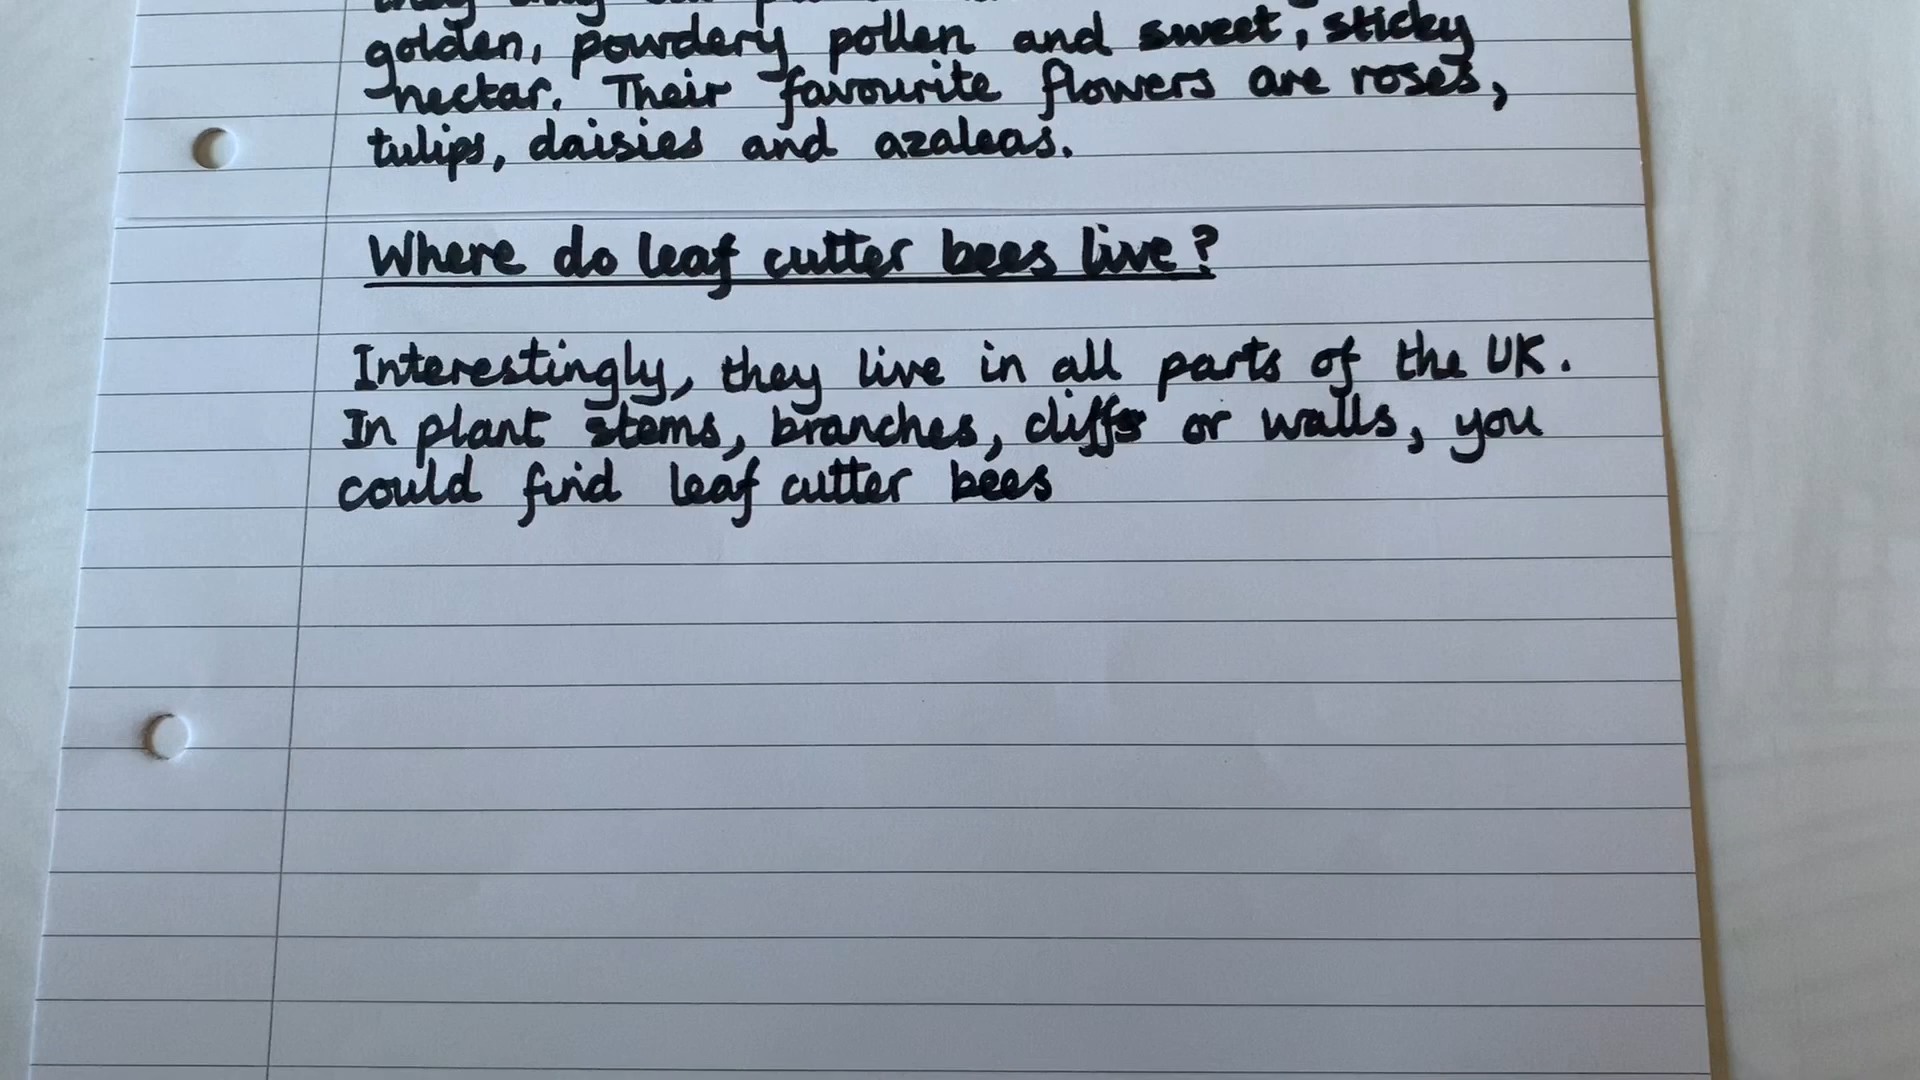 golden, powdery pollen and sweet, sticky
nectar. Their favourite flowers are roses,
tulips, daisies and azaleas.
Where do leaf cutter bees live?
Interestingly, they live in all parts of the UK.
In plant stems, branches, cliffs or walls, you
could find leaf cutter bees